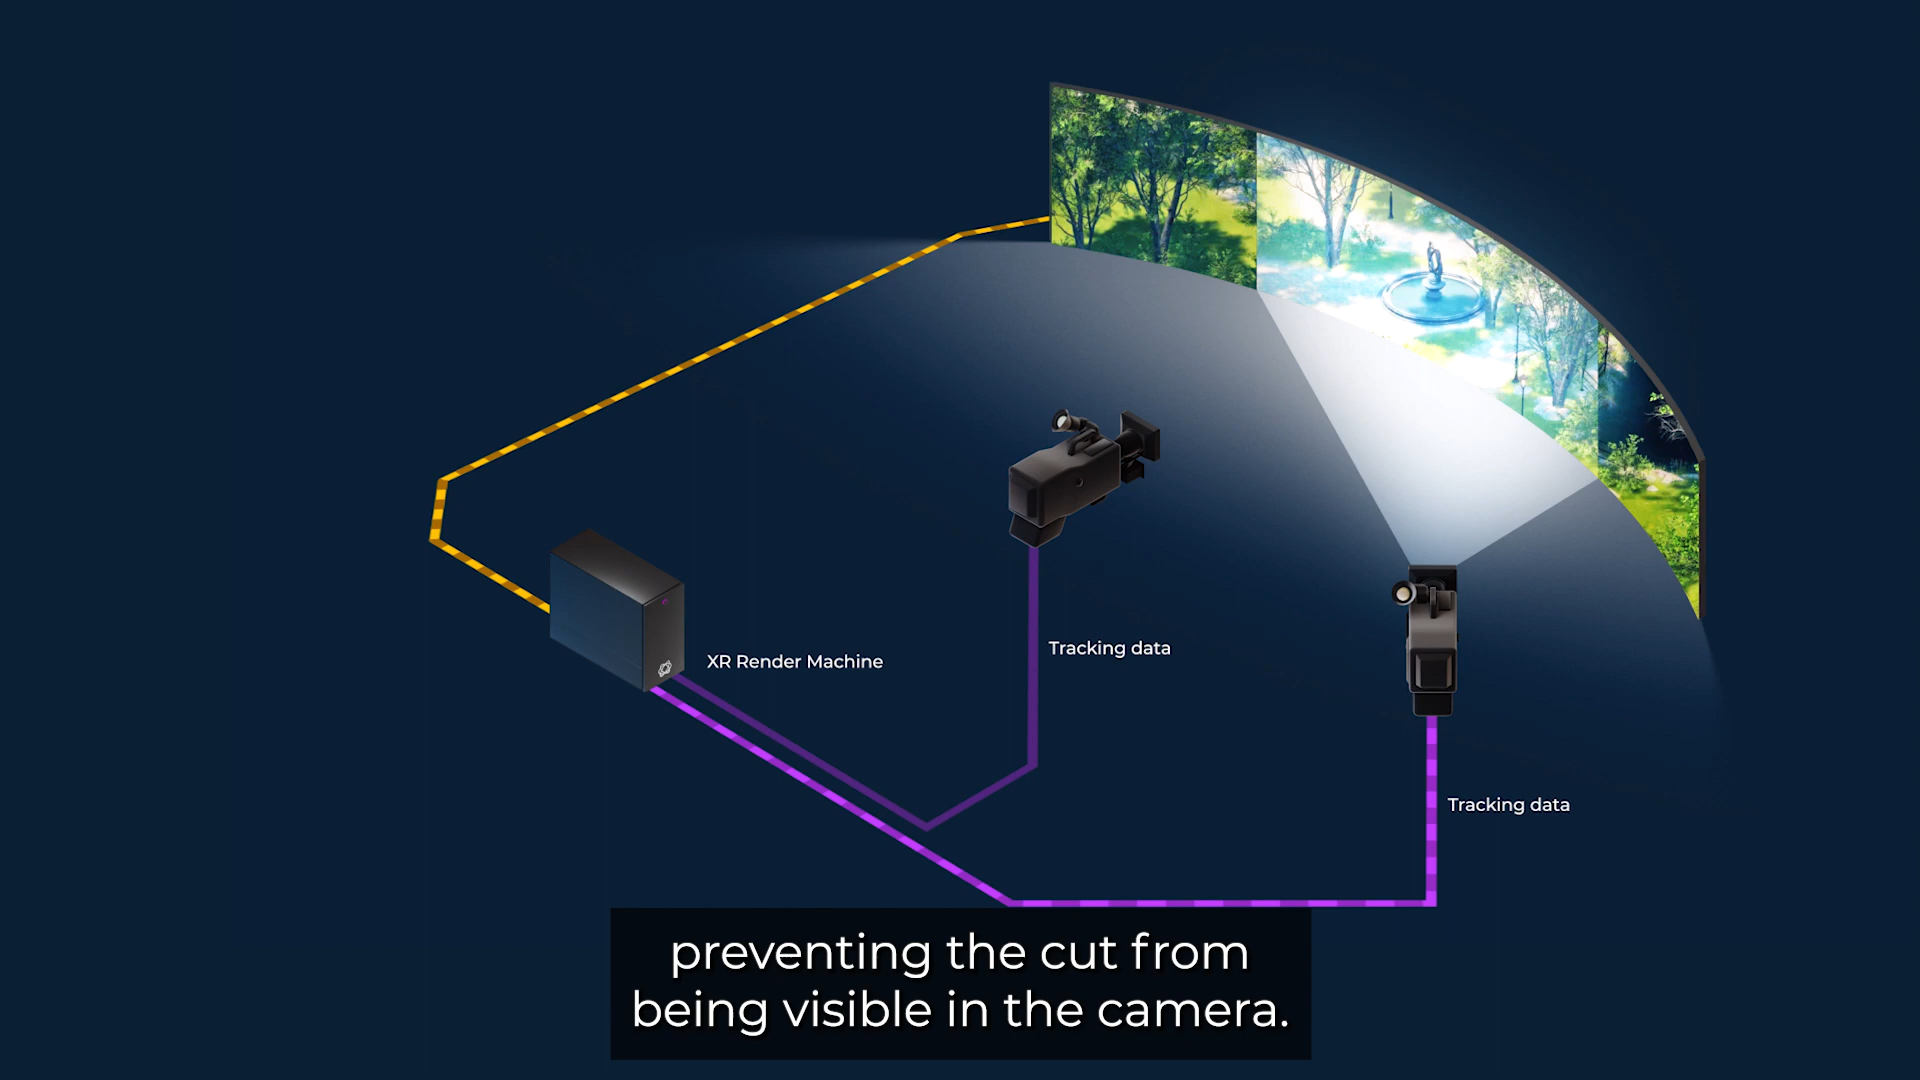 XR Render Machine
Tracking data
Tracking data
preventing the cut from
being visible in the camera.